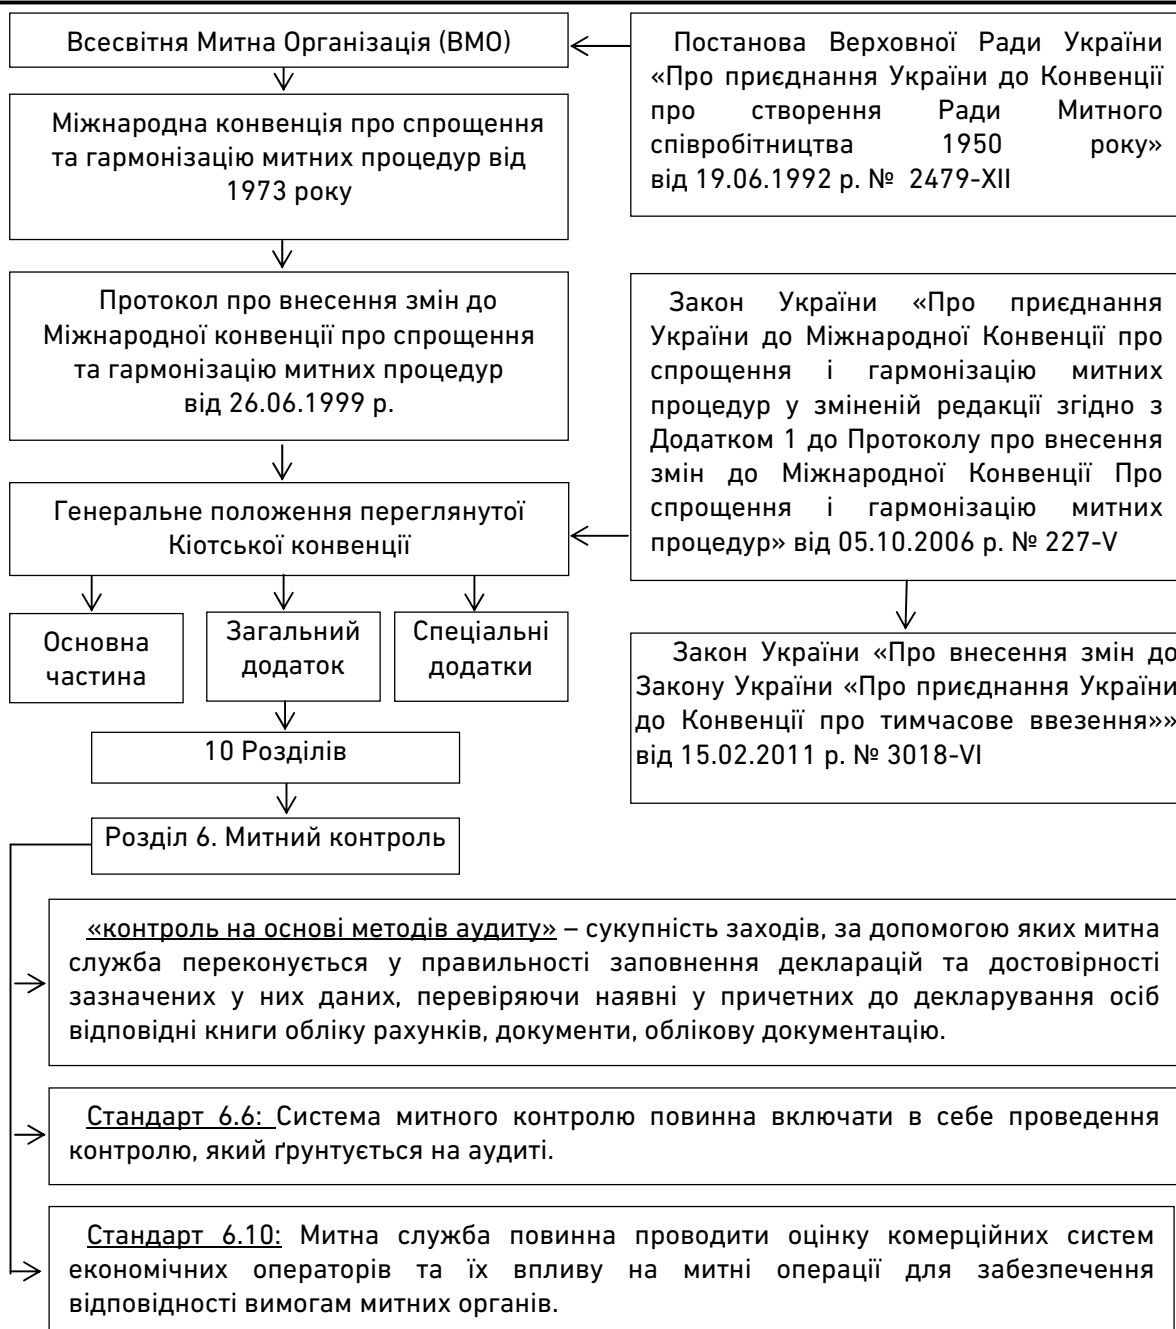 Всесвітня Митна Організація (ВМО)
Постанова Верховної Ради України
«Про приєднання України до Конвенції
про створення Ради Митного
співробітництва 1950 року»
від 19.06.1992 р. № 2479-XII
Міжнародна конвенція про спрощення
та гармонізацію митних процедур від
1973 року
Протокол про внесення змін до
Міжнародної конвенції про спрощення
та гармонізацію митних процедур
від 26.06.1999 р.
Закон України «Про приєднання
України до Міжнародної Конвенції про
спрощення і гармонізацію митних
процедур у зміненій редакції згідно з
Додатком 1 до Протоколу про внесення
змін до Міжнародної Конвенції Про
спрощення і гармонізацію митних
процедур» від 05.10.2006 р. № 227-V
Генеральне положення переглянутої
Кіотської конвенції
Основна
частина
Загальний
додаток
Спеціальні
додатки
Закон України «Про внесення змін до
Закону України «Про приєднання України
до Конвенції про тимчасове ввезення»»
від 15.02.2011 р. № 3018-VI
10 Розділів
Розділ 6. Митний контроль
«контроль на основі методів аудиту» – сукупність заходів, за допомогою яких митна
служба переконується у правильності заповнення декларацій та достовірності
зазначених у них даних, перевіряючи наявні у причетних до декларування осіб
відповідні книги обліку рахунків, документи, облікову документацію.
Стандарт 6.6: Система митного контролю повинна включати в себе проведення
контролю, який ґрунтується на аудиті.
Стандарт 6.10: Митна служба повинна проводити оцінку комерційних систем
економічних операторів та їх впливу на митні операції для забезпечення
відповідності вимогам митних органів.